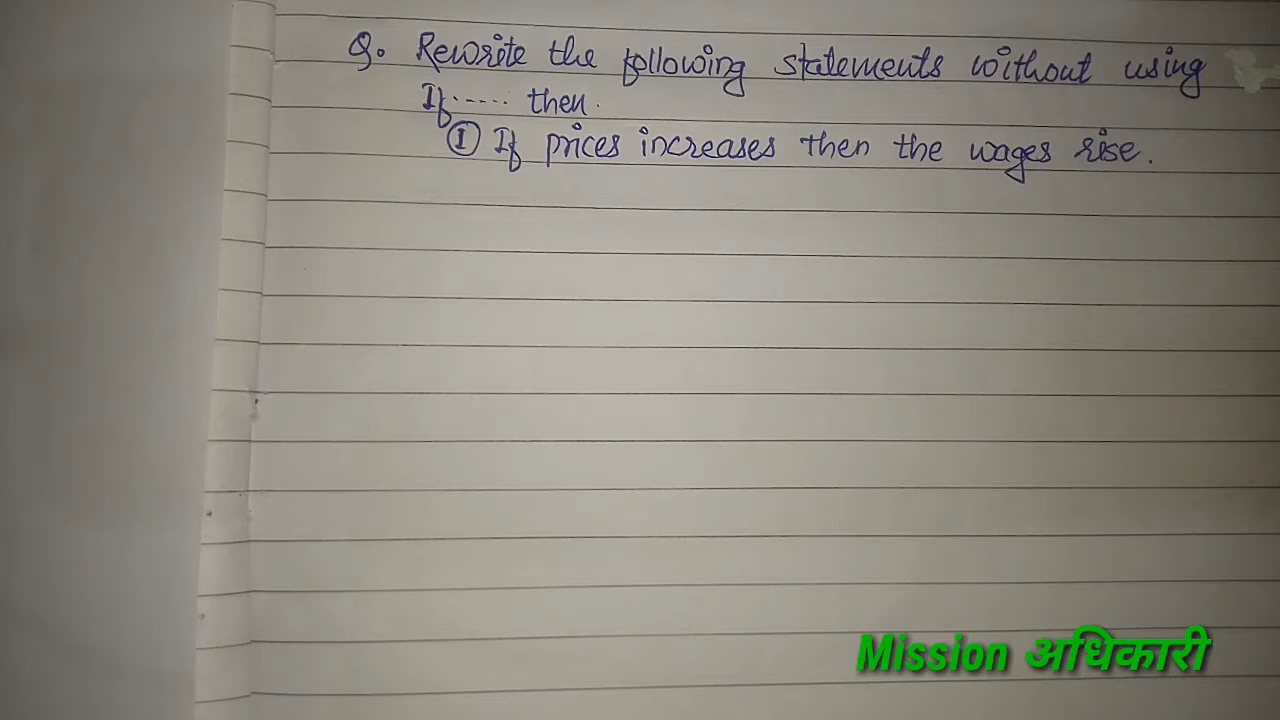 Q. Rewrite the following statements without using
If ..... then.
① If prices increases then the wages rise.
Mission अधिकारी